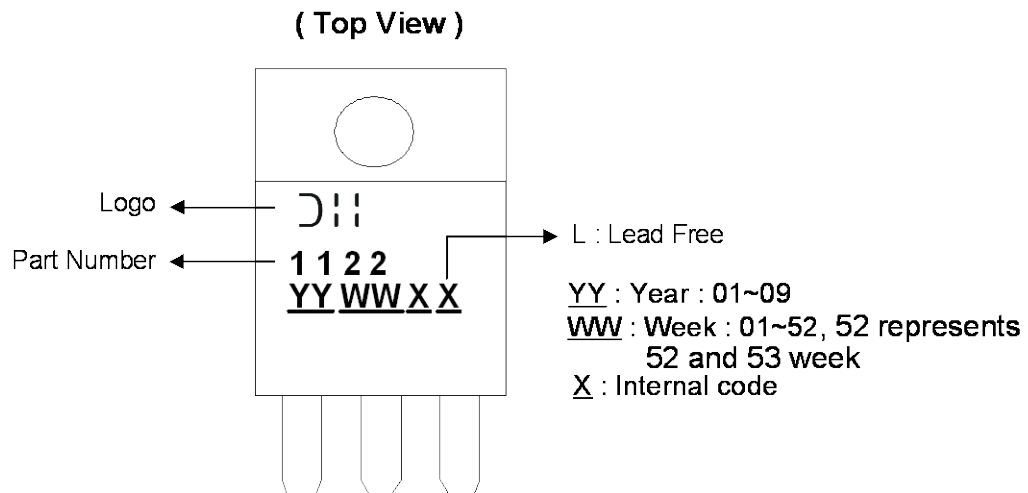 ( Top View )
Logo
L : Lead Free
Part Number
1 1 2 2
YY WW X X
YY : Year : 01~09
WW : Week : 01~52, 52 represents
52 and 53 week
X : Internal code